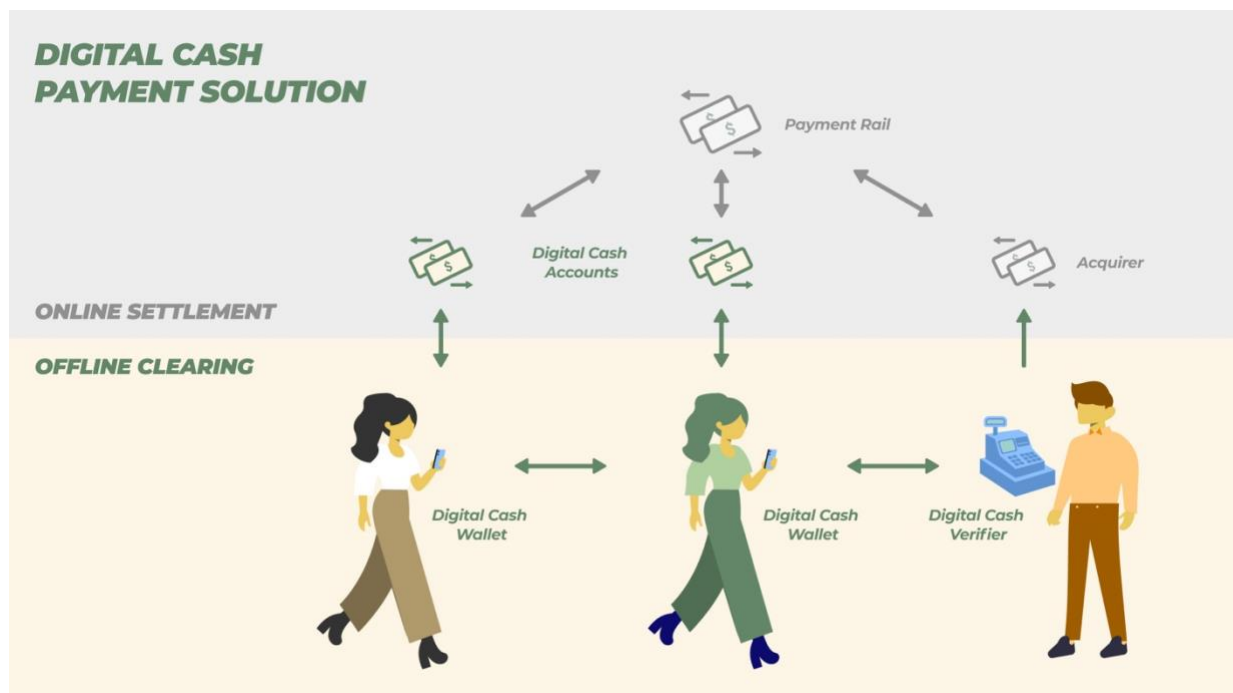 DIGITAL CASH
PAYMENT SOLUTION
$
$
Payment Rail
$
$
Digital Cash
Accounts
$
$
$
$
Acquirer
ONLINE SETTLEMENT
OFFLINE CLEARING
Digital Cash
Wallet
Digital Cash
Wallet
Digital Cash
Verifier